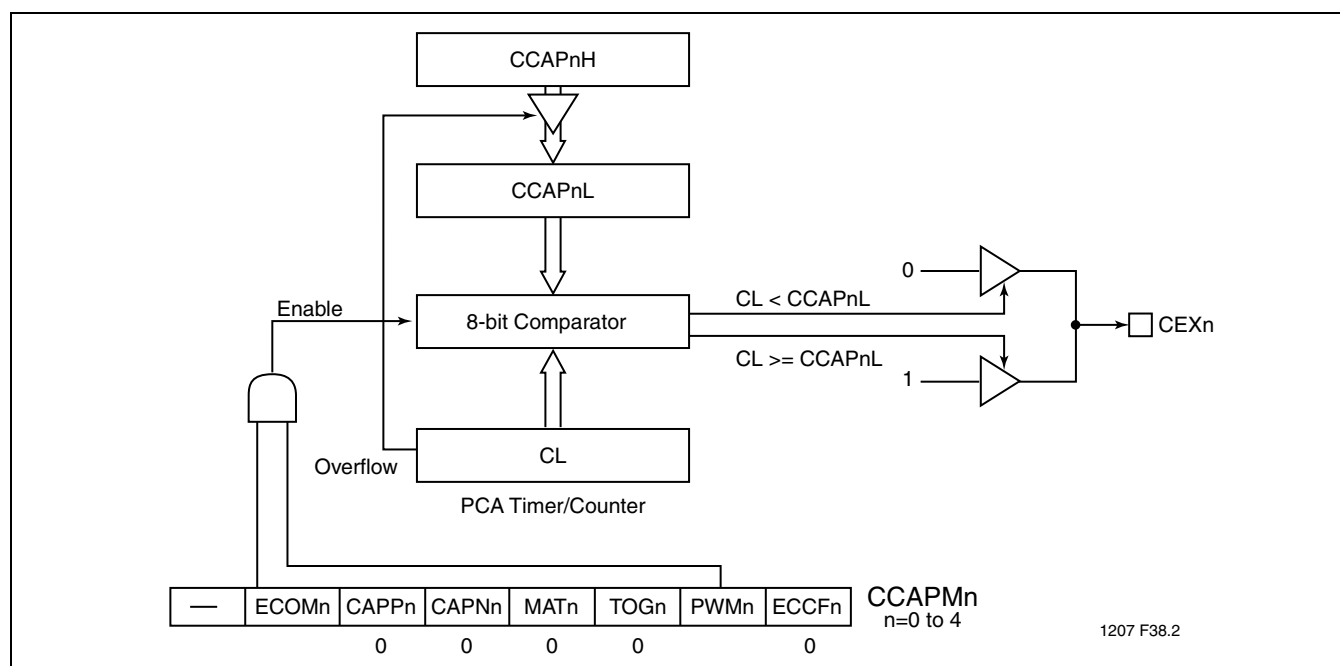 CCAPnH
CCAPnL
0
CL < CCAPnL
Enable
8-bit Comparator
CEXn
CL >= CCAPnL
1
Overflow
CL
PCA Timer/Counter
— ECOMn CAPPn CAPNn MATn TOGn PWMn ECCFn CCAPMn
n=0 to 4
0 0 0 0 0
1207 F38.2